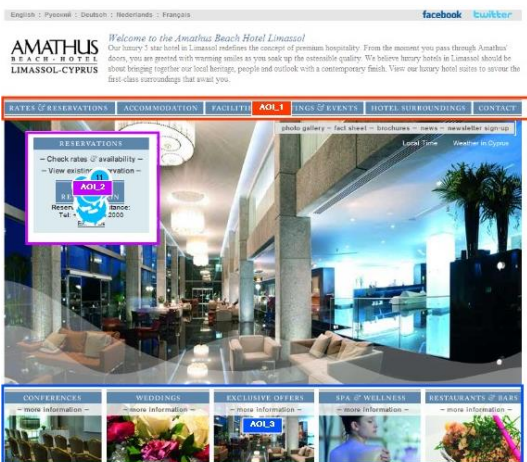 English : Русский : Deutsch : Nederlands : Français
facebook twitter
AMATHUS
BEACH · HOTEL
LIMASSOL-CYPRUS
Welcome to the Amathus Beach Hotel Limassol
Our luxury 5 star hotel in Limassol redefines the concept of premium hospitality. From the moment you pass through Amathus'
doors, you are greeted with warming smiles as you soak up the ostensible quality. We believe luxury hotels in Limassol should be
about bringing together our local heritage, people and outlook with a contemporary finish. View our luxury hotel suites to savour the
first-class surroundings that await you.
RATES & RESERVATIONS ACCOMMODATION AOI_1 & EVENTS HOTEL SURROUNDINGS CONTACT
photo gallery ~ fact sheet ~ brochures ~ news ~ newsletter sign-up
Local Time Weather in Cyprus
RESERVATIONS
~ Check rates & availability ~
~ View
AOI_2
Tel:
CONFERENCES WEDDINGS EXCLUSIVE OFFERS SPA & WELLNESS RESTAURANTS & BARS
~ more information ~ ~ more information ~ ~ more information ~ ~ more information ~ ~ more information ~
AOI_3